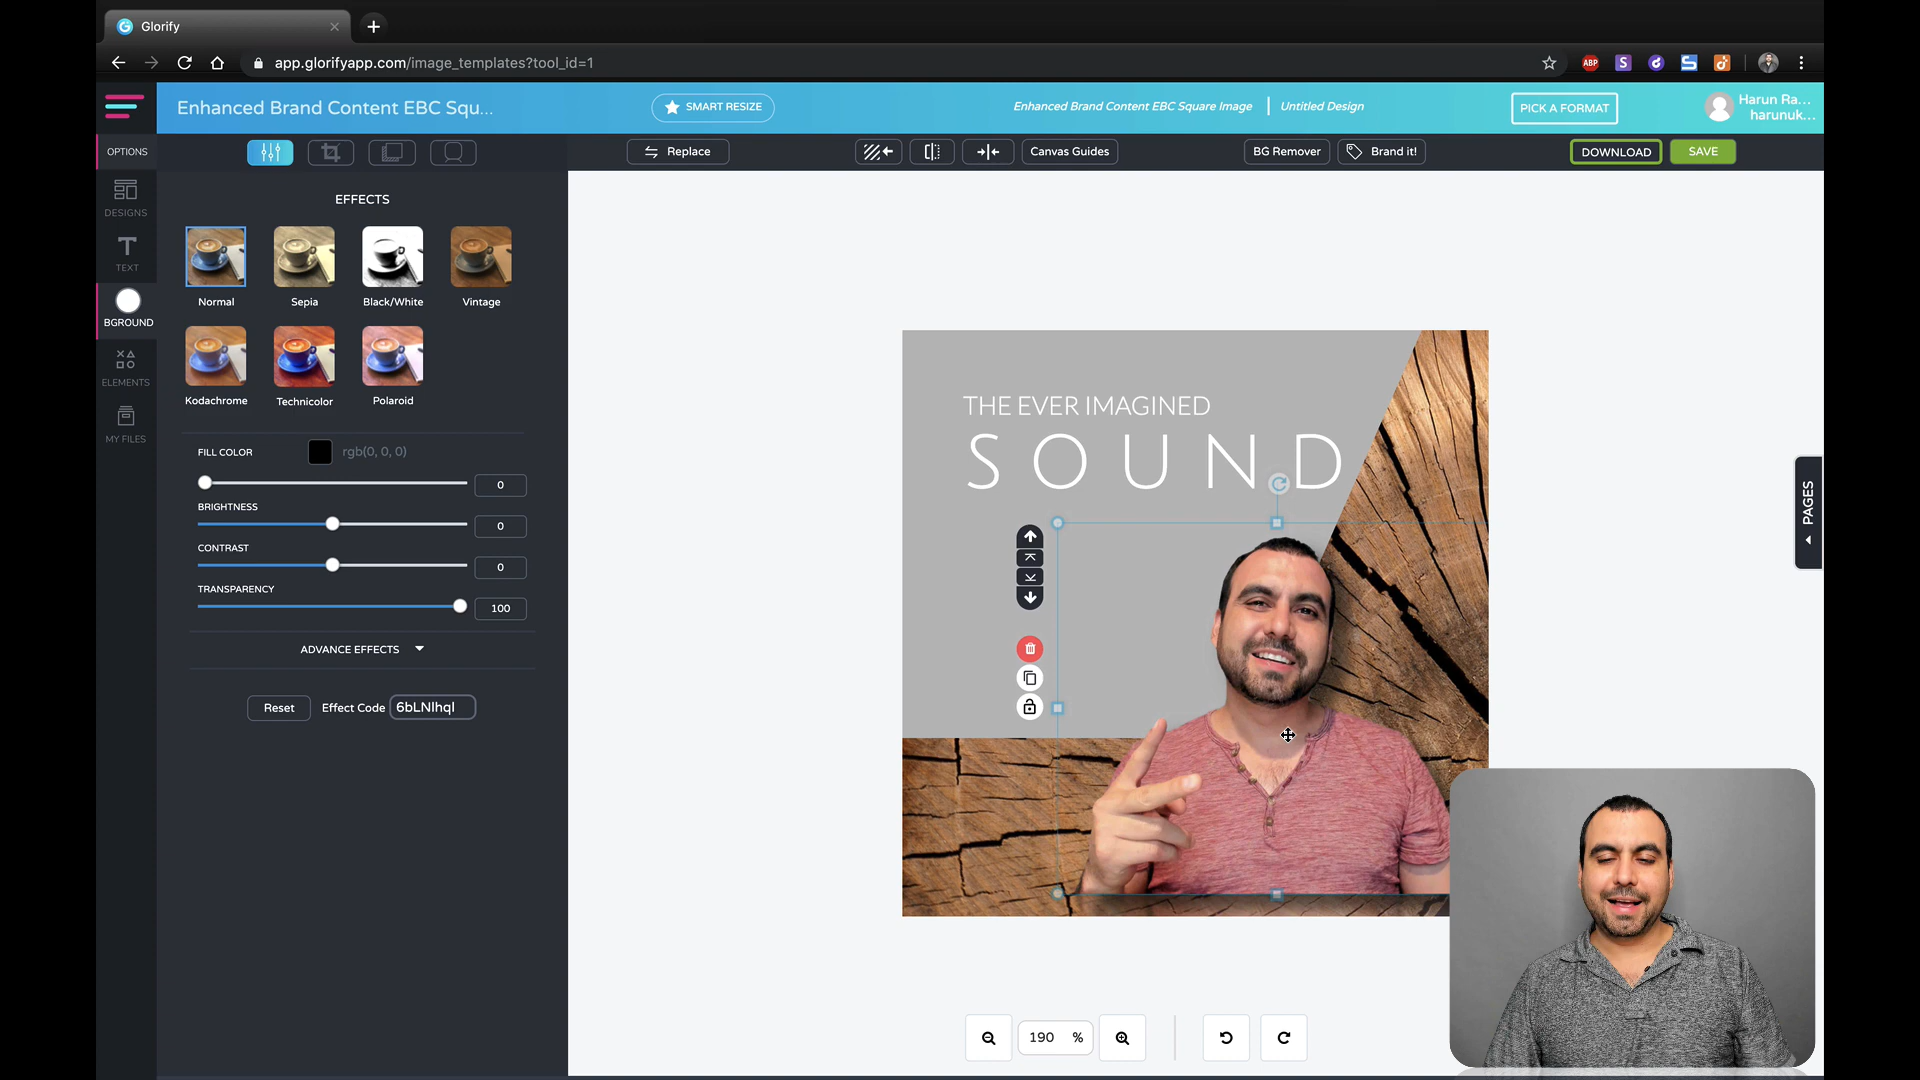 Glorify
app.glorifyapp.com/image_templates?tool_id=1
ABP
Enhanced Brand Content EBC Squ...
SMART RESIZE
Enhanced Brand Content EBC Square Image
Untitled Design
PICK A FORMAT
Harun Ra...
harunuk...
OPTIONS
Replace
Canvas Guides
BG Remover
Brand it!
DOWNLOAD
SAVE
DESIGNS
TEXT
BGROUND
ELEMENTS
MY FILES
EFFECTS
Normal
Sepia
Black/White
Vintage
Kodachrome
Technicolor
Polaroid
FILL COLOR
rgb(0, 0, 0)
0
BRIGHTNESS
0
CONTRAST
0
TRANSPARENCY
100
ADVANCE EFFECTS
Reset
Effect Code
THE EVER IMAGINED
SOUND
PAGES
190 %